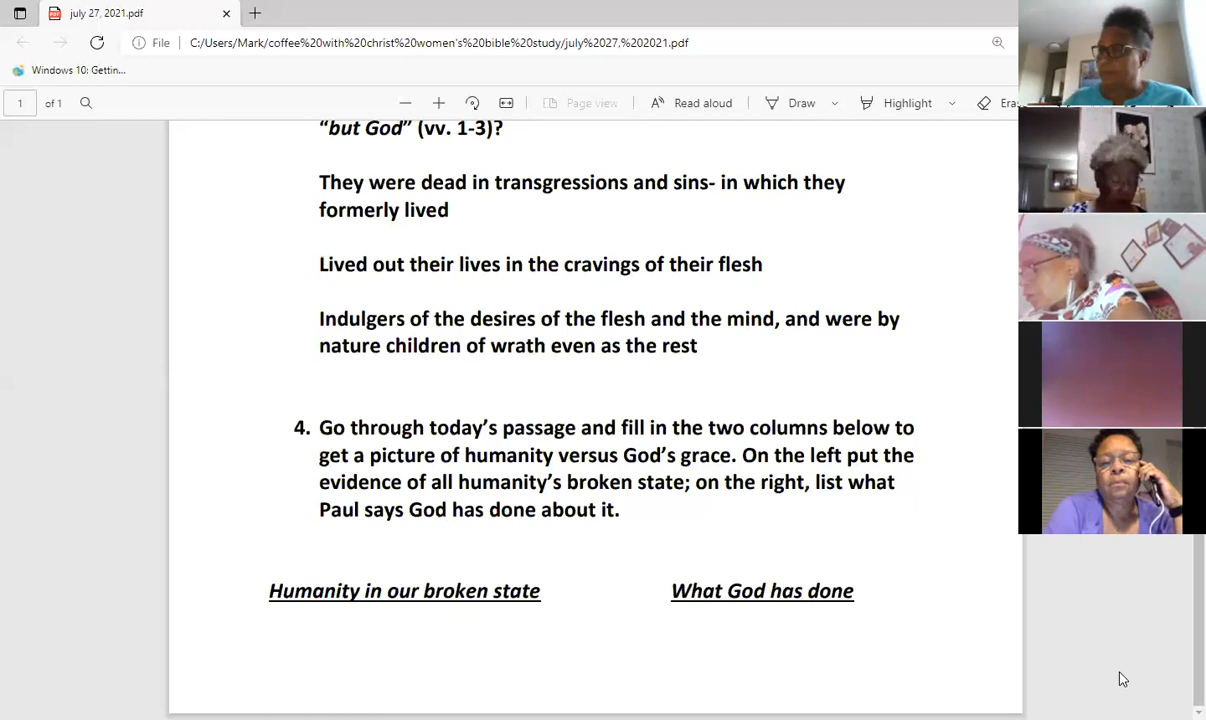 july 27, 2021.pdf
File C:/Users/Mark/coffee%20with%20christ%20women's%20bible%20study/july%2027,%202021.pdf
Windows 10: Gettin...
1 of 1 Page view Read aloud Draw Highlight Eras
“but God” (vv. 1-3)?
They were dead in transgressions and sins- in which they
formerly lived
Lived out their lives in the cravings of their flesh
Indulgers of the desires of the flesh and the mind, and were by
nature children of wrath even as the rest
4. Go through today’s passage and fill in the two columns below to
get a picture of humanity versus God’s grace. On the left put the
evidence of all humanity’s broken state; on the right, list what
Paul says God has done about it.
Humanity in our broken state What God has done